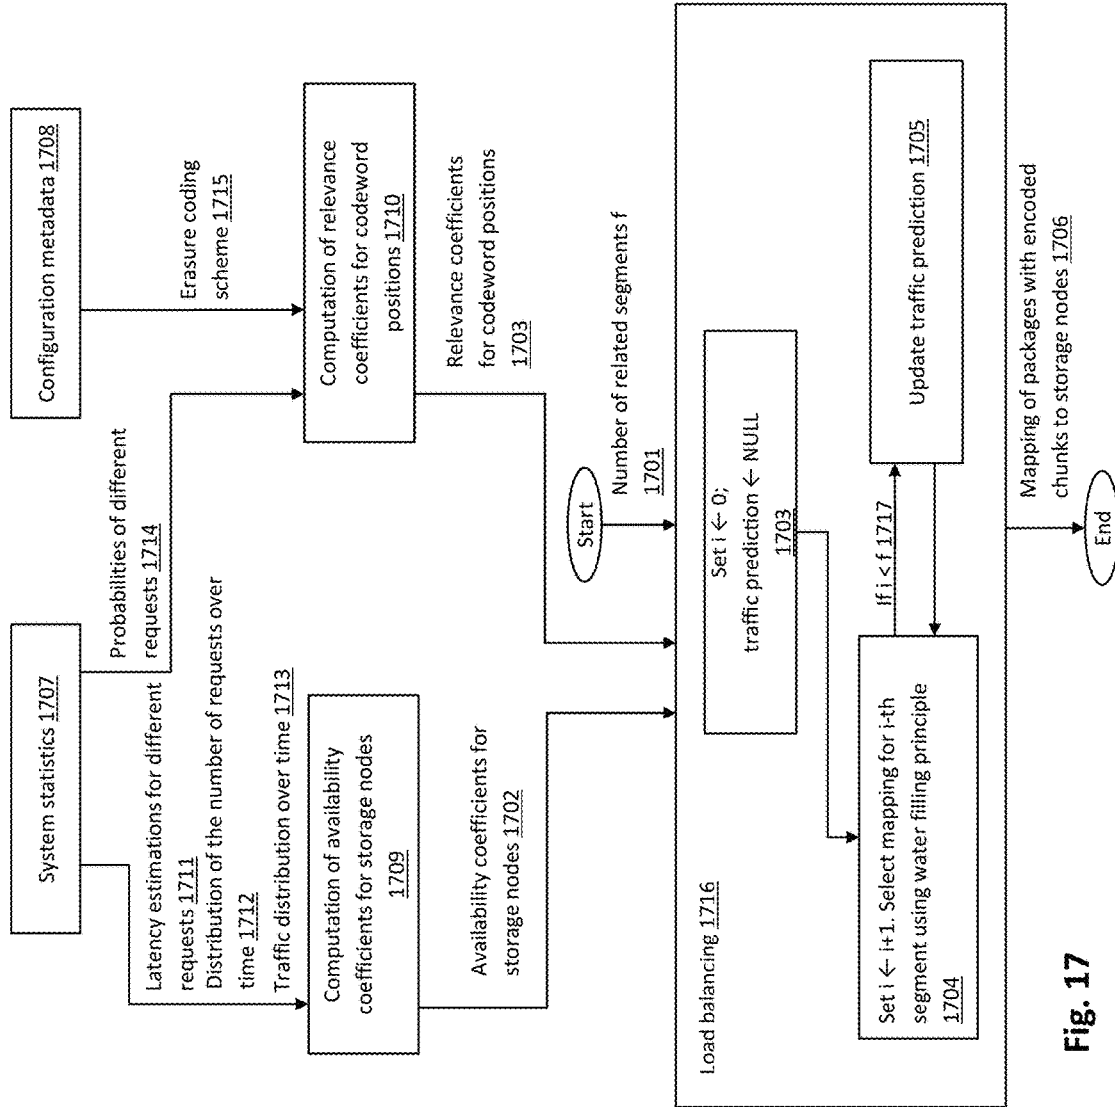 System statistics 1707
Configuration metadata 1708
Latency estimations for different
requests 1711
Distribution of the number of requests over
time 1712
Traffic distribution over time 1713
Probabilities of different
requests 1714
Erasure coding
scheme 1715
Computation of availability
coefficients for storage nodes
1709
Computation of relevance
coefficients for codeword
positions 1710
Availability coefficients for
storage nodes 1702
Relevance coefficients
for codeword positions
1703
Start
Number of related segments f
1701
Load balancing 1716
Set i ← 0;
traffic prediction ← NULL
1703
Set i ← i+1. Select mapping for i-th
segment using water filling principle
1704
If i < f 1717
Update traffic prediction 1705
Mapping of packages with encoded
chunks to storage nodes 1706
End
Fig. 17